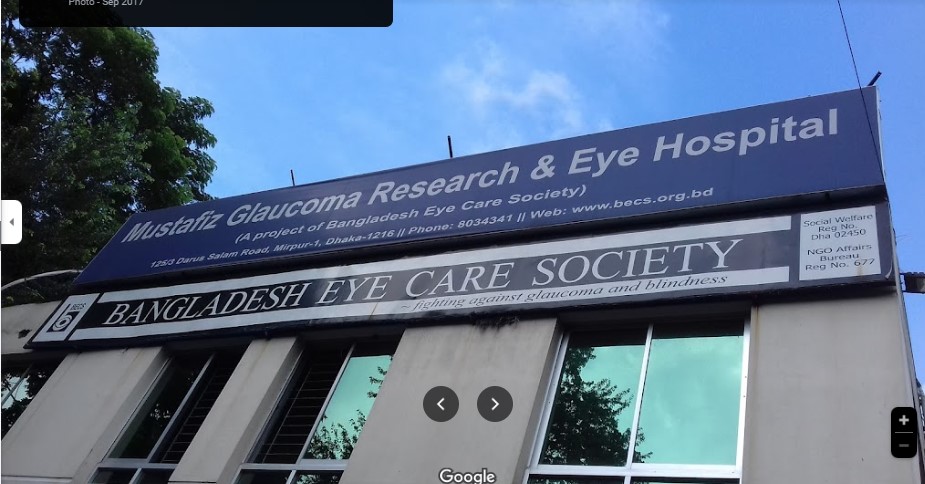 Photo - Sep 2017
Mustafiz Glaucoma Research & Eye Hospital
(A project of Bangladesh Eye Care Society)
125/3 Darus Salam Road, Mirpur-1, Dhaka-1216 || Phone: 8034341 || Web: www.becs.org.bd
BECS
BANGLADESH EYE CARE SOCIETY
~ fighting against glaucoma and blindness
Social Welfare
Reg No.
Dha 02450
NGO Affairs
Bureau
Reg No. 677
Google